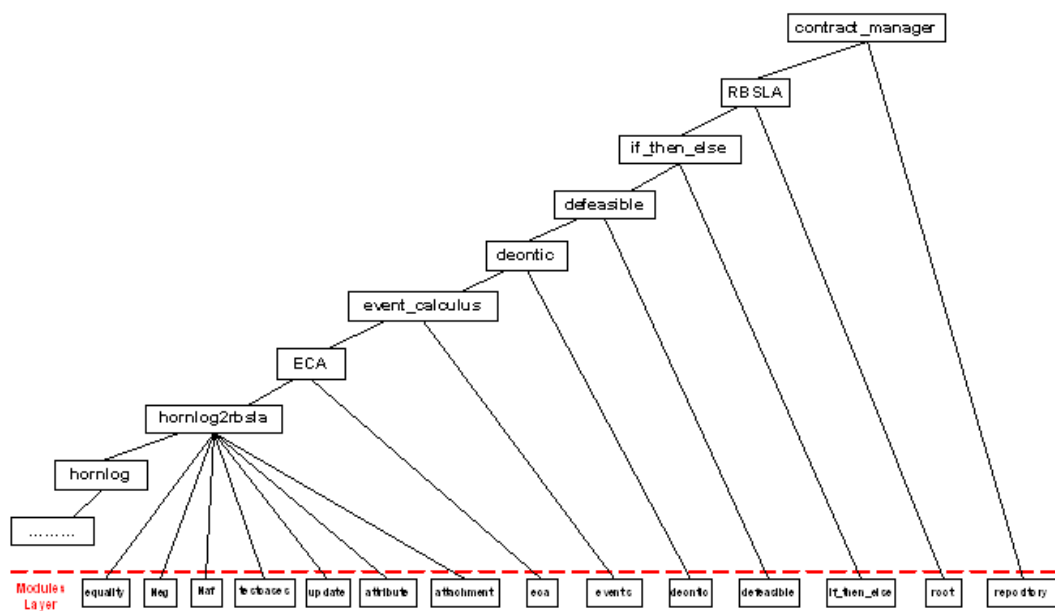 contract_manager
RBSLA
if_then_else
defeasible
deontic
event_calculus
ECA
hornlog2rbsla
hornlog
.........
Modules Layer
equality
Neg
Naf
testcases
update
attribute
attachment
eca
events
deontic
defeasible
if_then_else
root
repository